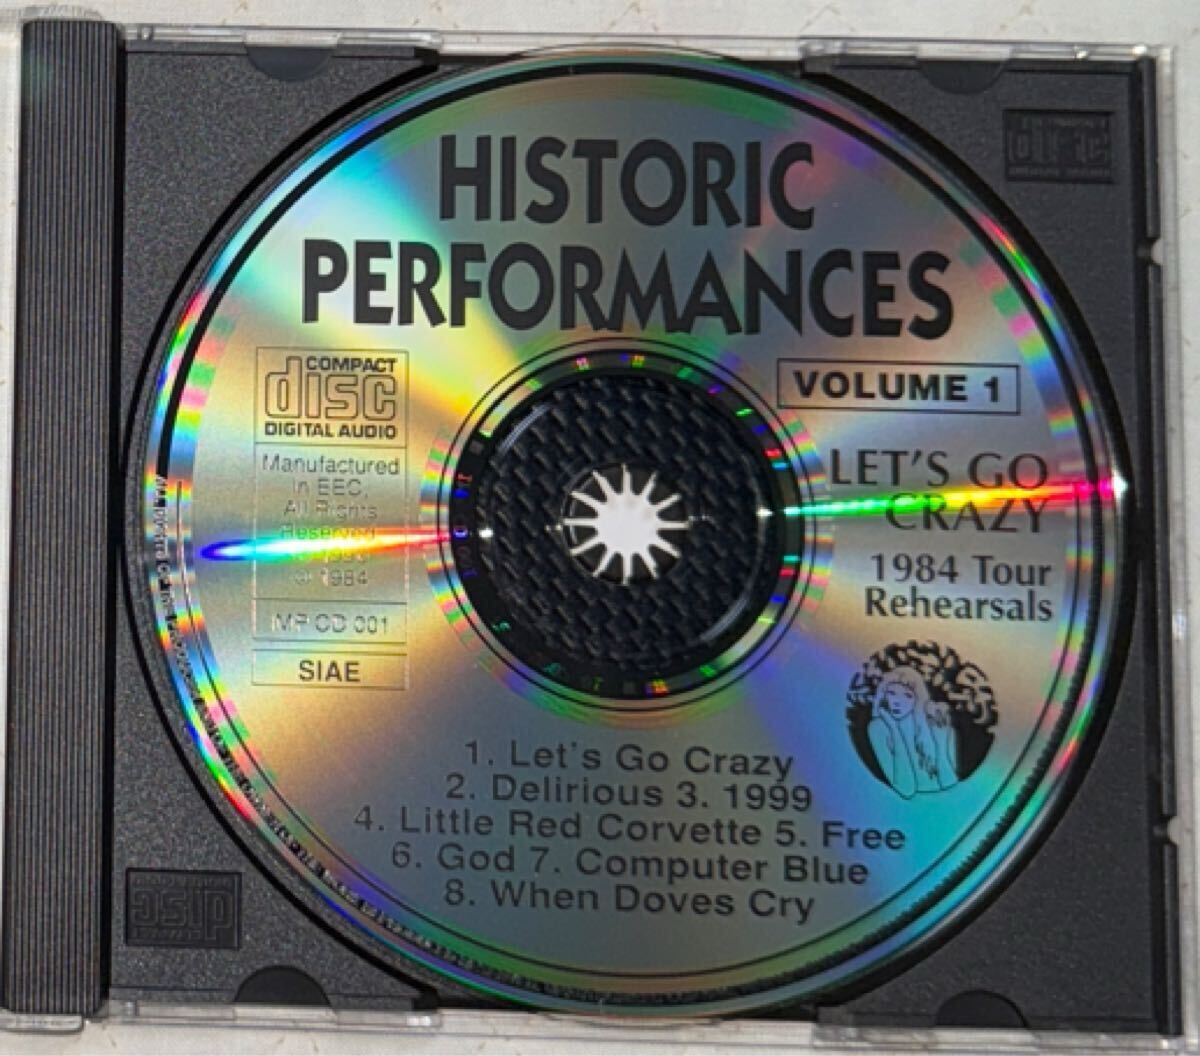 HISTORIC
PERFORMANCES
COMPACT
disc
DIGITAL AUDIO
VOLUME 1
Manufactured
in EEC,
All Rights
Reserved
℗ 1984
MP CD 001
SIAE
LET'S GO
CRAZY
1984 Tour
Rehearsals
1. Let's Go Crazy
2. Delirious 3. 1999
4. Little Red Corvette 5. Free
6. God 7. Computer Blue
8. When Doves Cry
disc
disc